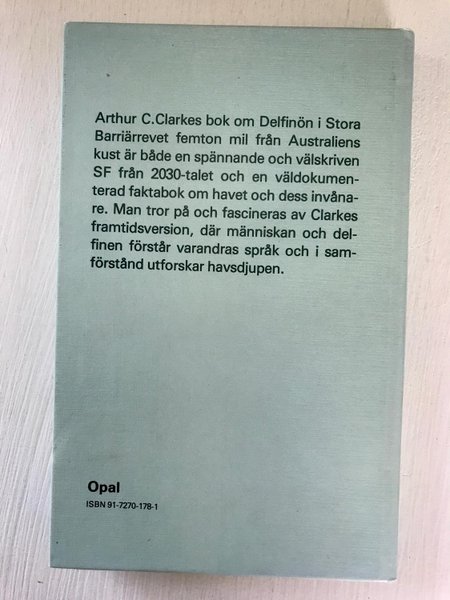 Arthur C.Clarkes bok om Delfinön i Stora
Barriärrevet femton mil från Australiens
kust är både en spännande och välskriven
SF från 2030-talet och en väldokumen-
terad faktabok om havet och dess invåna-
re. Man tror på och fascineras av Clarkes
framtidsversion, där människan och del-
finen förstår varandras språk och i sam-
förstånd utforskar havsdjupen.
Opal
ISBN 91-7270-178-1